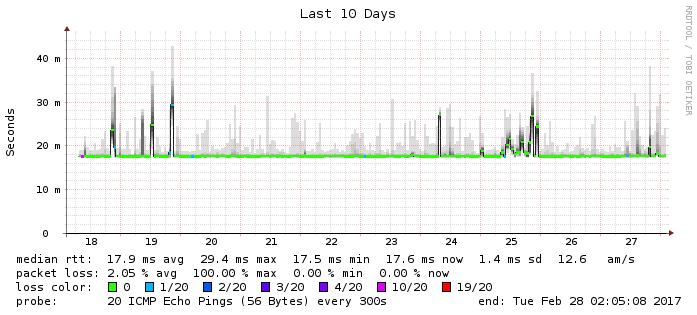 Last 10 Days
RRDTOOL / TOBI OETIKER
Seconds
40 m
30 m
20 m
10 m
0
18 19 20 21 22 23 24 25 26 27
median rtt: 17.9 ms avg 29.4 ms max 17.5 ms min 17.6 ms now 1.4 ms sd 12.6 am/s
packet loss: 2.05 % avg 100.00 % max 0.00 % min 0.00 % now
loss color: 0 1/20 2/20 3/20 4/20 10/20 19/20
probe: 20 ICMP Echo Pings (56 Bytes) every 300s end: Tue Feb 28 02:05:08 2017